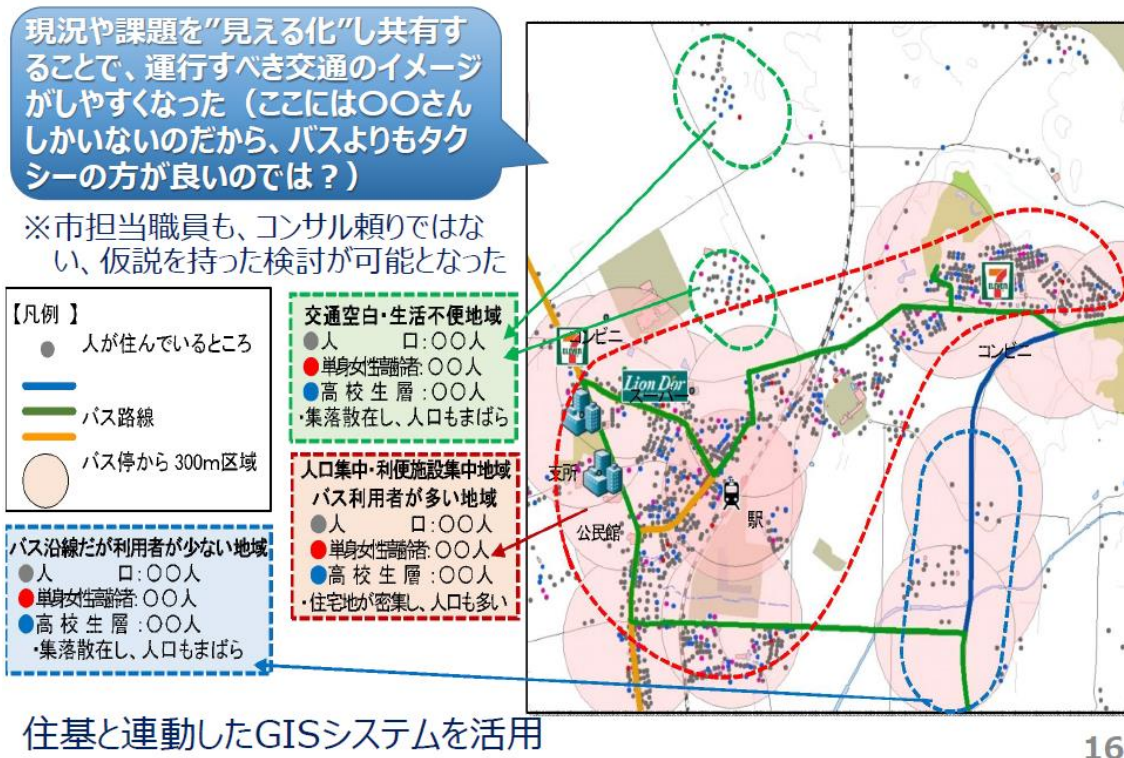 現況や課題を”見える化”し共有す
ることで、運行すべき交通のイメージ
がしやすくなった（ここには〇〇さん
しかいないのだから、バスよりもタク
シーの方が良いのでは？）
※市担当職員も、コンサル頼りではな
い、仮説を持った検討が可能となった
【凡例 】
人が住んでいるところ
バス路線
バス停から 300m区域
交通空白・生活不便地域
人　　口:〇〇人
単身女性高齢者:〇〇人
高校生層:〇〇人
・集落散在し、人口もまばら
人口集中・利便施設集中地域
バス利用者が多い地域
人　　口:〇〇人
単身女性高齢者:〇〇人
高校生層:〇〇人
・住宅地が密集し、人口も多い
バス沿線だが利用者が少ない地域
人　　口:〇〇人
単身女性高齢者:〇〇人
高校生層:〇〇人
・集落散在し、人口もまばら
コンビニ
7
ELEVEN
Lion D'or
スーパー
支所
公民館
駅
7
ELEVEN
コンビニ
住基と連動したGISシステムを活用
16